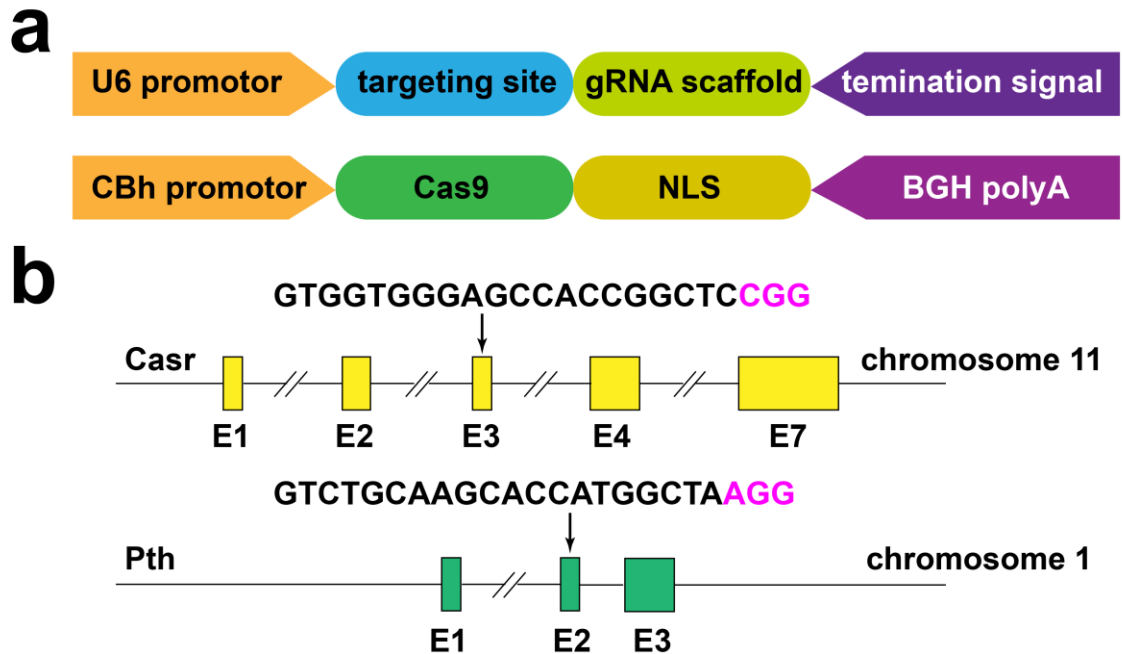 a
U6 promotor targeting site gRNA scaffold temination signal
CBh promotor Cas9 NLS BGH polyA
b
GTGGTGGGAGCCACCGGCTCCGG
Casr chromosome 11
E1 E2 E3 E4 E7
GTCTGCAAGCACCATGGCTAAGG
Pth chromosome 1
E1 E2 E3